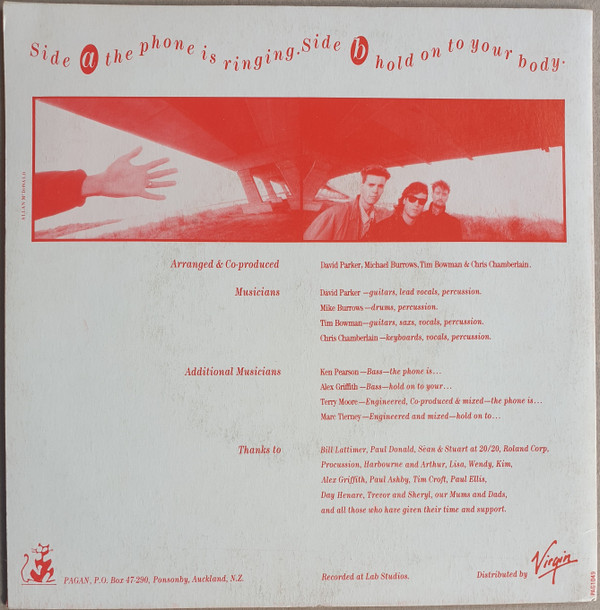 Side a the phone is ringing. Side b hold on to your body.
ALLAN McDONALD
Arranged & Co-produced David Parker, Michael Burrows, Tim Bowman & Chris Chamberlain.
Musicians David Parker —guitars, lead vocals, percussion.
Mike Burrows —drums, percussion.
Tim Bowman—guitars, saxs, vocals, percussion.
Chris Chamberlain —keyboards, vocals, percussion.
Additional Musicians Ken Pearson —Bass—the phone is...
Alex Griffith —Bass—hold on to your...
Terry Moore—Engineered, Co-produced & mixed—the phone is...
Marc Tierney—Engineered and mixed—hold on to...
Thanks to Bill Lattimer, Paul Donald, Sèan & Stuart at 20/20, Roland Corp,
Procussion, Harbourne and Arthur, Lisa, Wendy, Kim,
Alex Griffith, Paul Ashby, Tim Croft, Paul Ellis,
Day Henare, Trevor and Sheryl, our Mums and Dads,
and all those who have given their time and support.
PAGAN, P.O. Box 47-290, Ponsonby, Auckland, N.Z. Recorded at Lab Studios. Distributed by Virgin
PAG1049